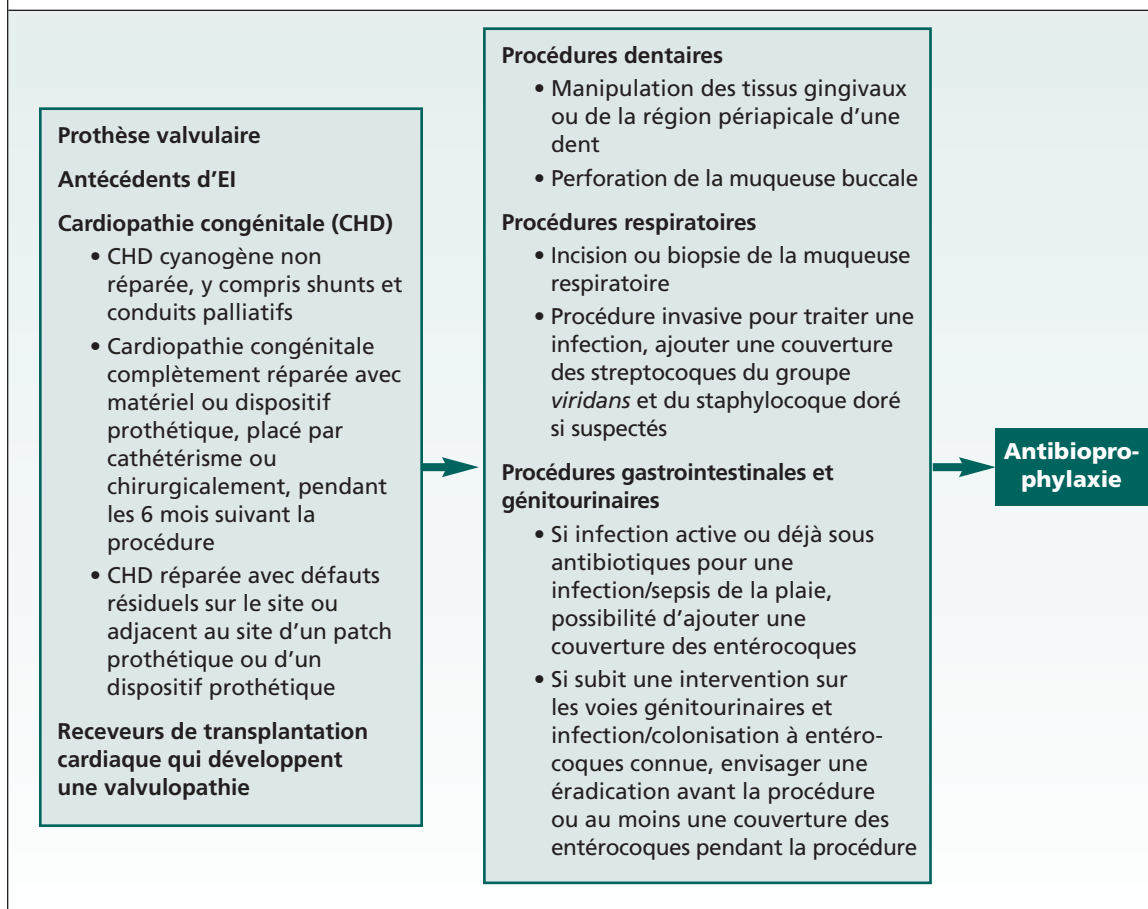 Prothèse valvulaire
Antécédents d'EI
Cardiopathie congénitale (CHD)
• CHD cyanogène non
réparée, y compris shunts et
conduits palliatifs
• Cardiopathie congénitale
complètement réparée avec
matériel ou dispositif
prothétique, placé par
cathétérisme ou
chirurgicalement, pendant
les 6 mois suivant la
procédure
• CHD réparée avec défauts
résiduels sur le site ou
adjacent au site d'un patch
prothétique ou d'un
dispositif prothétique
Receveurs de transplantation
cardiaque qui développent
une valvulopathie
Procédures dentaires
• Manipulation des tissus gingivaux
ou de la région périapicale d'une
dent
• Perforation de la muqueuse buccale
Procédures respiratoires
• Incision ou biopsie de la muqueuse
respiratoire
• Procédure invasive pour traiter une
infection, ajouter une couverture
des streptocoques du groupe
viridans et du staphylocoque doré
si suspectés
Procédures gastrointestinales et
génitourinaires
• Si infection active ou déjà sous
antibiotiques pour une
infection/sepsis de la plaie,
possibilité d'ajouter une
couverture des entérocoques
• Si subit une intervention sur
les voies génitourinaires et
infection/colonisation à entéro-
coques connue, envisager une
éradication avant la procédure
ou au moins une couverture des
entérocoques pendant la procédure
Antibiopro-
phylaxie